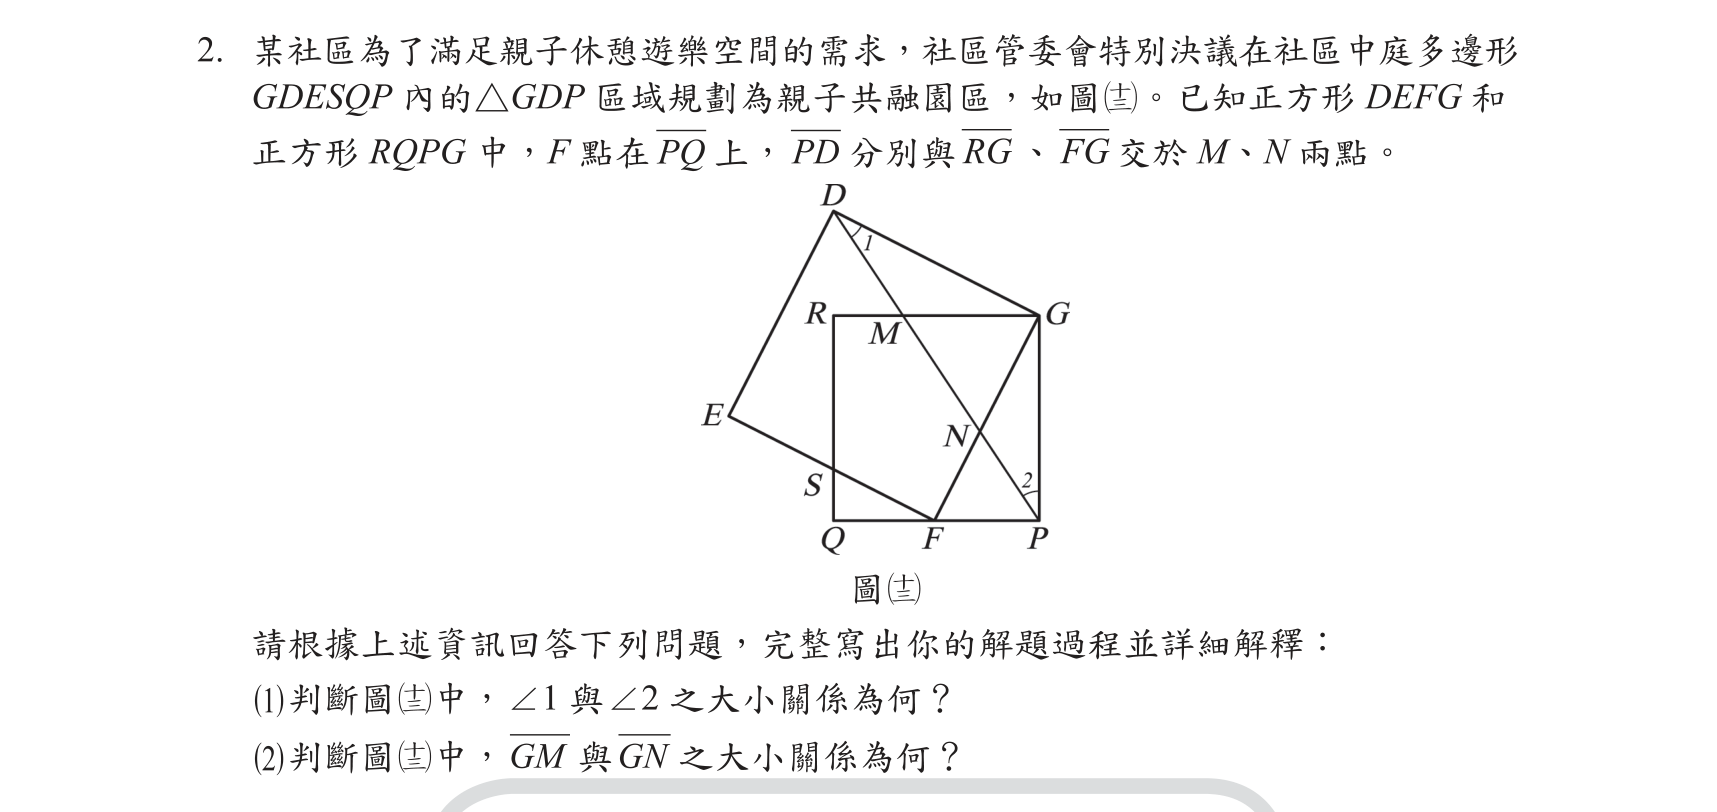 2. 某社區為了滿足親子休憩遊樂空間的需求，社區管委會特別決議在社區中庭多邊形
GDESQP 內的△GDP 區域規劃為親子共融園區，如圖(十三)。已知正方形 DEFG 和
正方形 RQPG 中，F 點在 PQ 上，PD 分別與 RG、FG 交於 M、N 兩點。
D
1
R
G
M
E
N
S
2
Q
F
P
圖(十三)
請根據上述資訊回答下列問題，完整寫出你的解題過程並詳細解釋：
(1)判斷圖(十三)中，∠1 與∠2 之大小關係為何？
(2)判斷圖(十三)中，GM 與 GN 之大小關係為何？